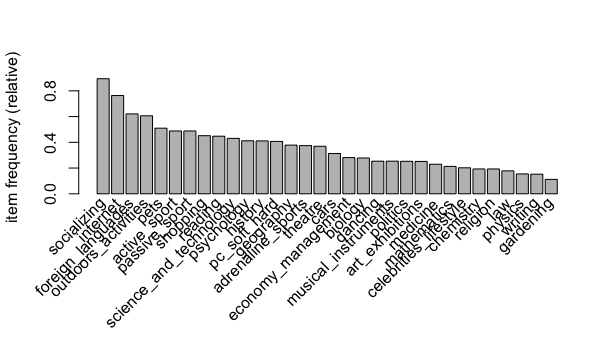 item frequency (relative)
0.8
0.4
0.0
socializing
internet
foreign_languages
outdoors_activities
pets
active_sport
passive_sport
shopping
reading
science_and_technology
psychology
history
pc_soft_hard
geography
adrenaline_sports
theatre
cars
economy_management
biology
dancing
musical_instruments
politics
art_exhibitions
medicine
mathematics
celebrities_lifestyle
chemistry
religion
law
physics
writing
gardening